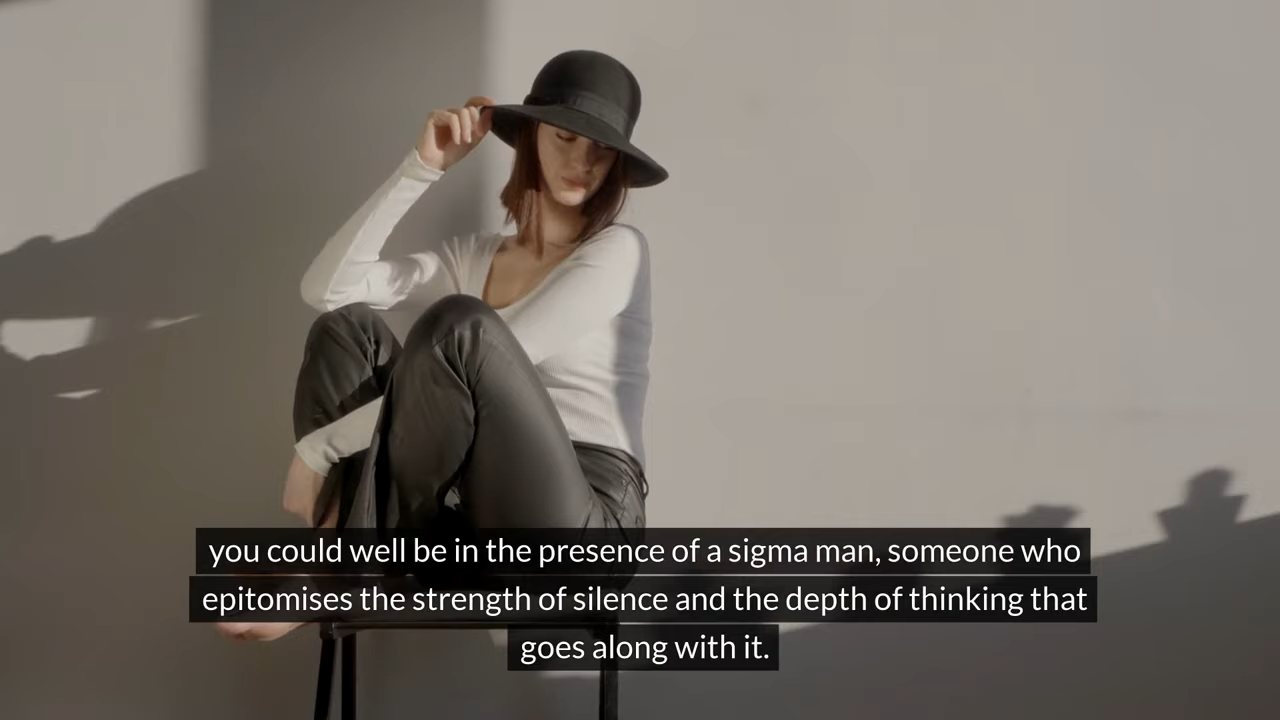 you could well be in the presence of a sigma man, someone who
epitomises the strength of silence and the depth of thinking that
goes along with it.